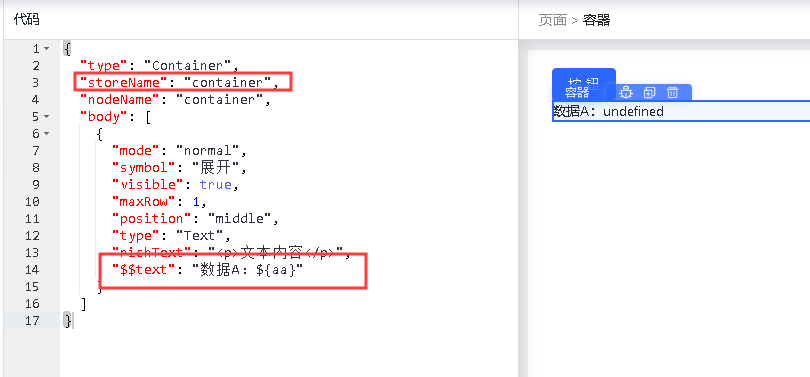 代码
页面 > 容器
1 {
2 "type": "Container",
3 "storeName": "container",
4 "nodeName": "container",
5 "body": [
6 {
7 "mode": "normal",
8 "symbol": "展开",
9 "visible": true,
10 "maxRow": 1,
11 "position": "middle",
12 "type": "Text",
13 "richText": "<p>文本内容</p>",
14 "$$text": "数据A：${aa}"
15 }
16 ]
17 }
按钮
容器
数据A：undefined